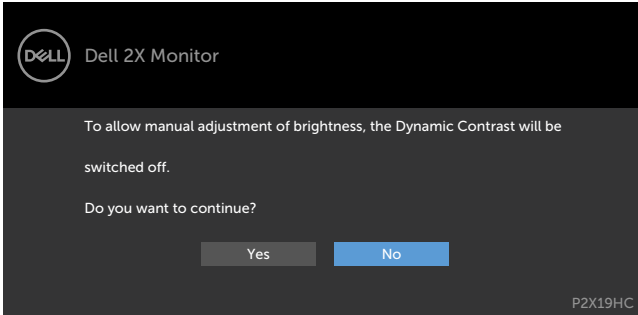 DELL
Dell 2X Monitor
To allow manual adjustment of brightness, the Dynamic Contrast will be
switched off.
Do you want to continue?
Yes No
P2X19HC